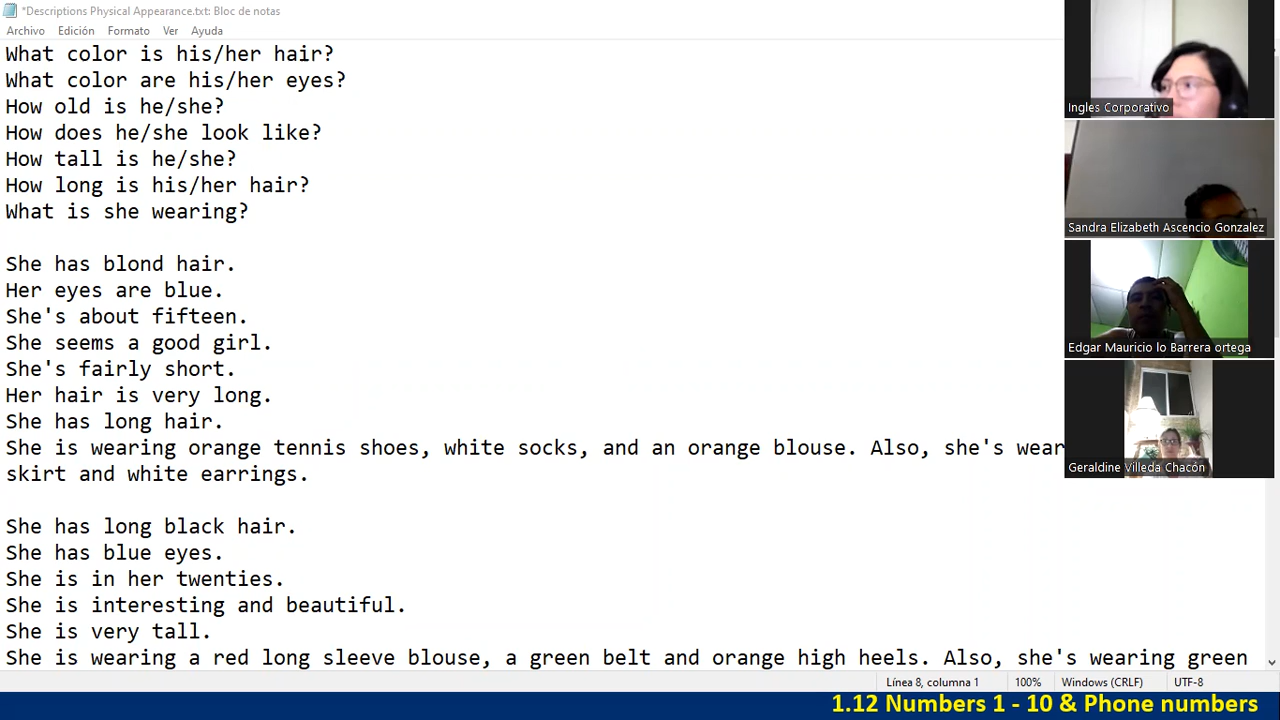 *Descriptions Physical Appearance.txt: Bloc de notas
Archivo Edición Formato Ver Ayuda
What color is his/her hair?
What color are his/her eyes?
How old is he/she?
How does he/she look like?
How tall is he/she?
How long is his/her hair?
What is she wearing?
She has blond hair.
Her eyes are blue.
She's about fifteen.
She seems a good girl.
She's fairly short.
Her hair is very long.
She has long hair.
She is wearing orange tennis shoes, white socks, and an orange blouse. Also, she's wear
skirt and white earrings.
She has long black hair.
She has blue eyes.
She is in her twenties.
She is interesting and beautiful.
She is very tall.
She is wearing a red long sleeve blouse, a green belt and orange high heels. Also, she's wearing green
Ingles Corporativo
Sandra Elizabeth Ascencio Gonzalez
Edgar Mauricio lo Barrera ortega
Geraldine Villeda Chacón
Línea 8, columna 1 100% Windows (CRLF) UTF-8
1.12 Numbers 1 - 10 & Phone numbers